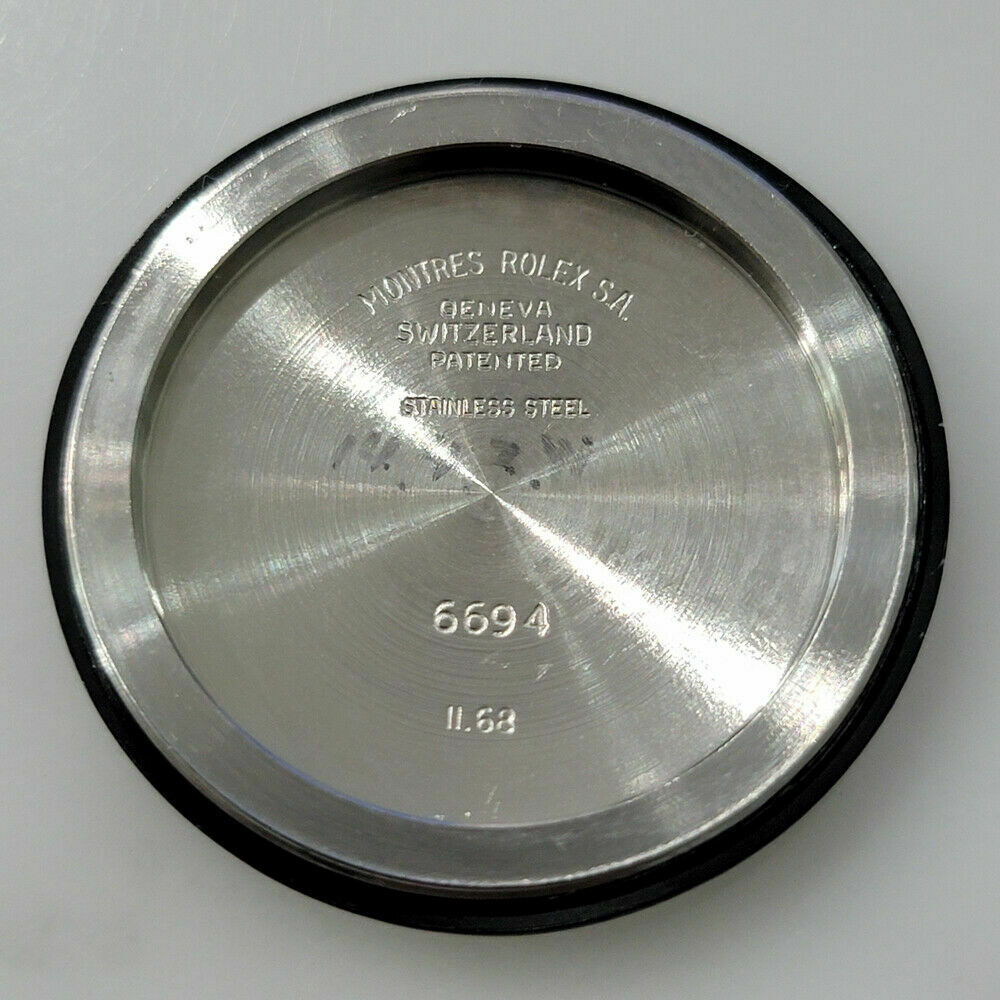 MONTRES ROLEX S.A.
GENEVA
SWITZERLAND
PATENTED
STAINLESS STEEL
6694
II.68